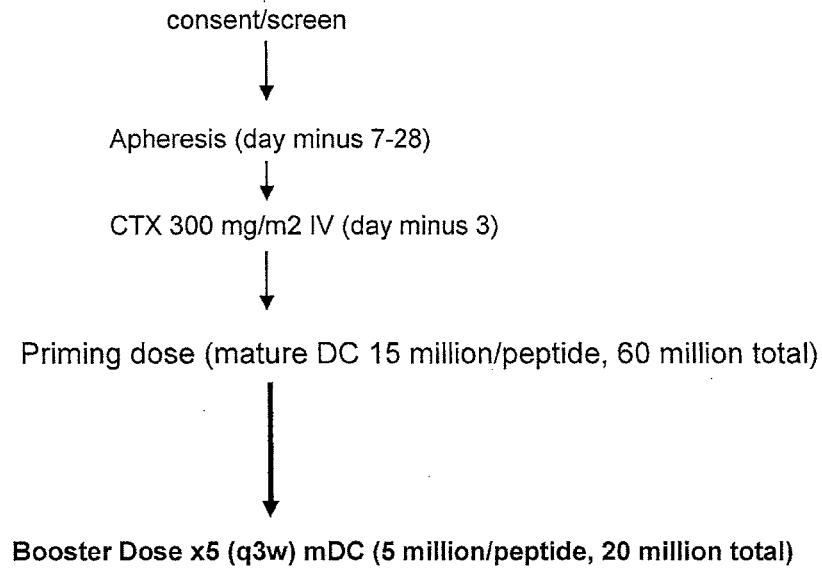 consent/screen
Apheresis (day minus 7-28)
CTX 300 mg/m2 IV (day minus 3)
Priming dose (mature DC 15 million/peptide, 60 million total)
Booster Dose x5 (q3w) mDC (5 million/peptide, 20 million total)